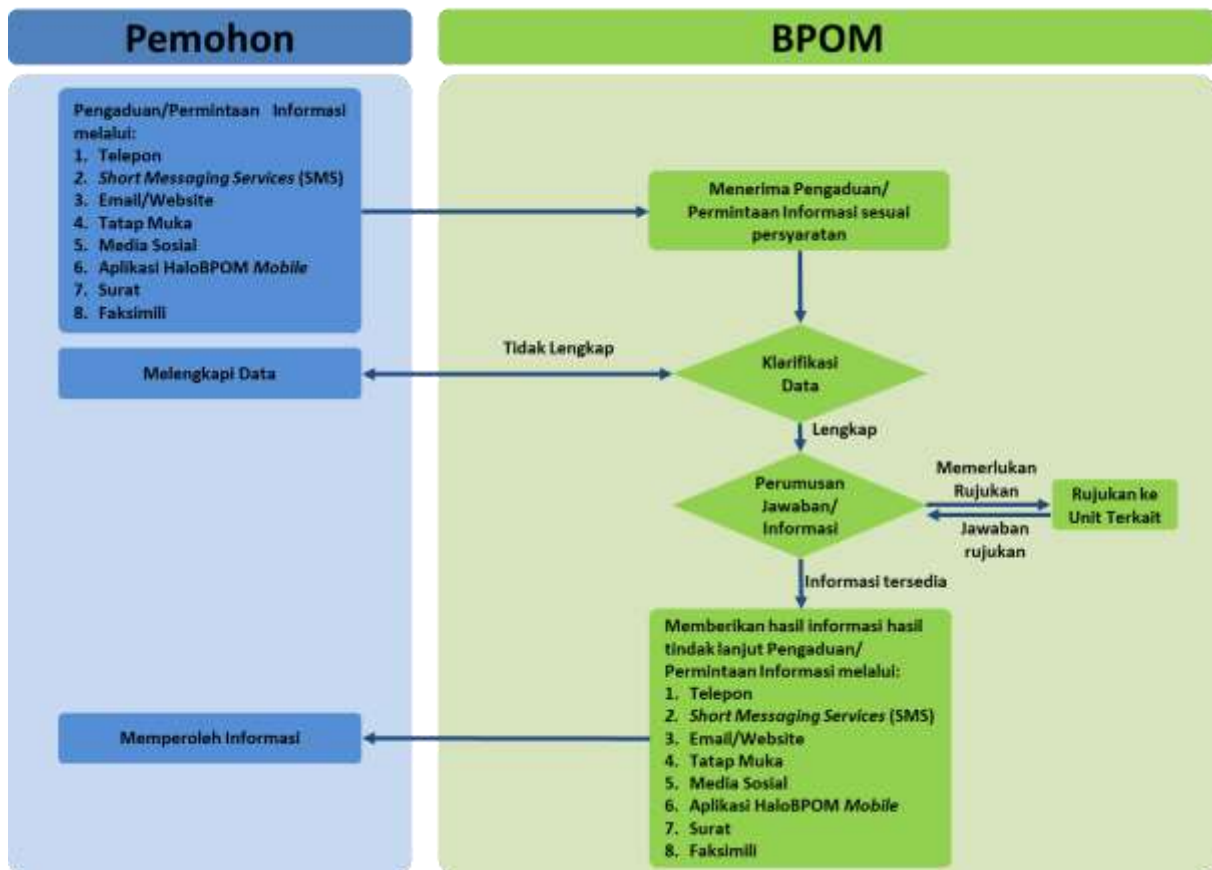 Pemohon
BPOM
Pengaduan/Permintaan Informasi
melalui:
1. Telepon
2. Short Messaging Services (SMS)
3. Email/Website
4. Tatap Muka
5. Media Sosial
6. Aplikasi HaloBPOM Mobile
7. Surat
8. Faksimili
Menerima Pengaduan/
Permintaan Informasi sesuai
persyaratan
Tidak Lengkap
Melengkapi Data
Klarifikasi
Data
Lengkap
Perumusan
Jawaban/
Informasi
Memerlukan
Rujukan
Rujukan ke
Unit Terkait
Jawaban
rujukan
Informasi tersedia
Memberikan hasil informasi hasil
tindak lanjut Pengaduan/
Permintaan Informasi melalui:
1. Telepon
2. Short Messaging Services (SMS)
3. Email/Website
4. Tatap Muka
5. Media Sosial
6. Aplikasi HaloBPOM Mobile
7. Surat
8. Faksimili
Memperoleh Informasi